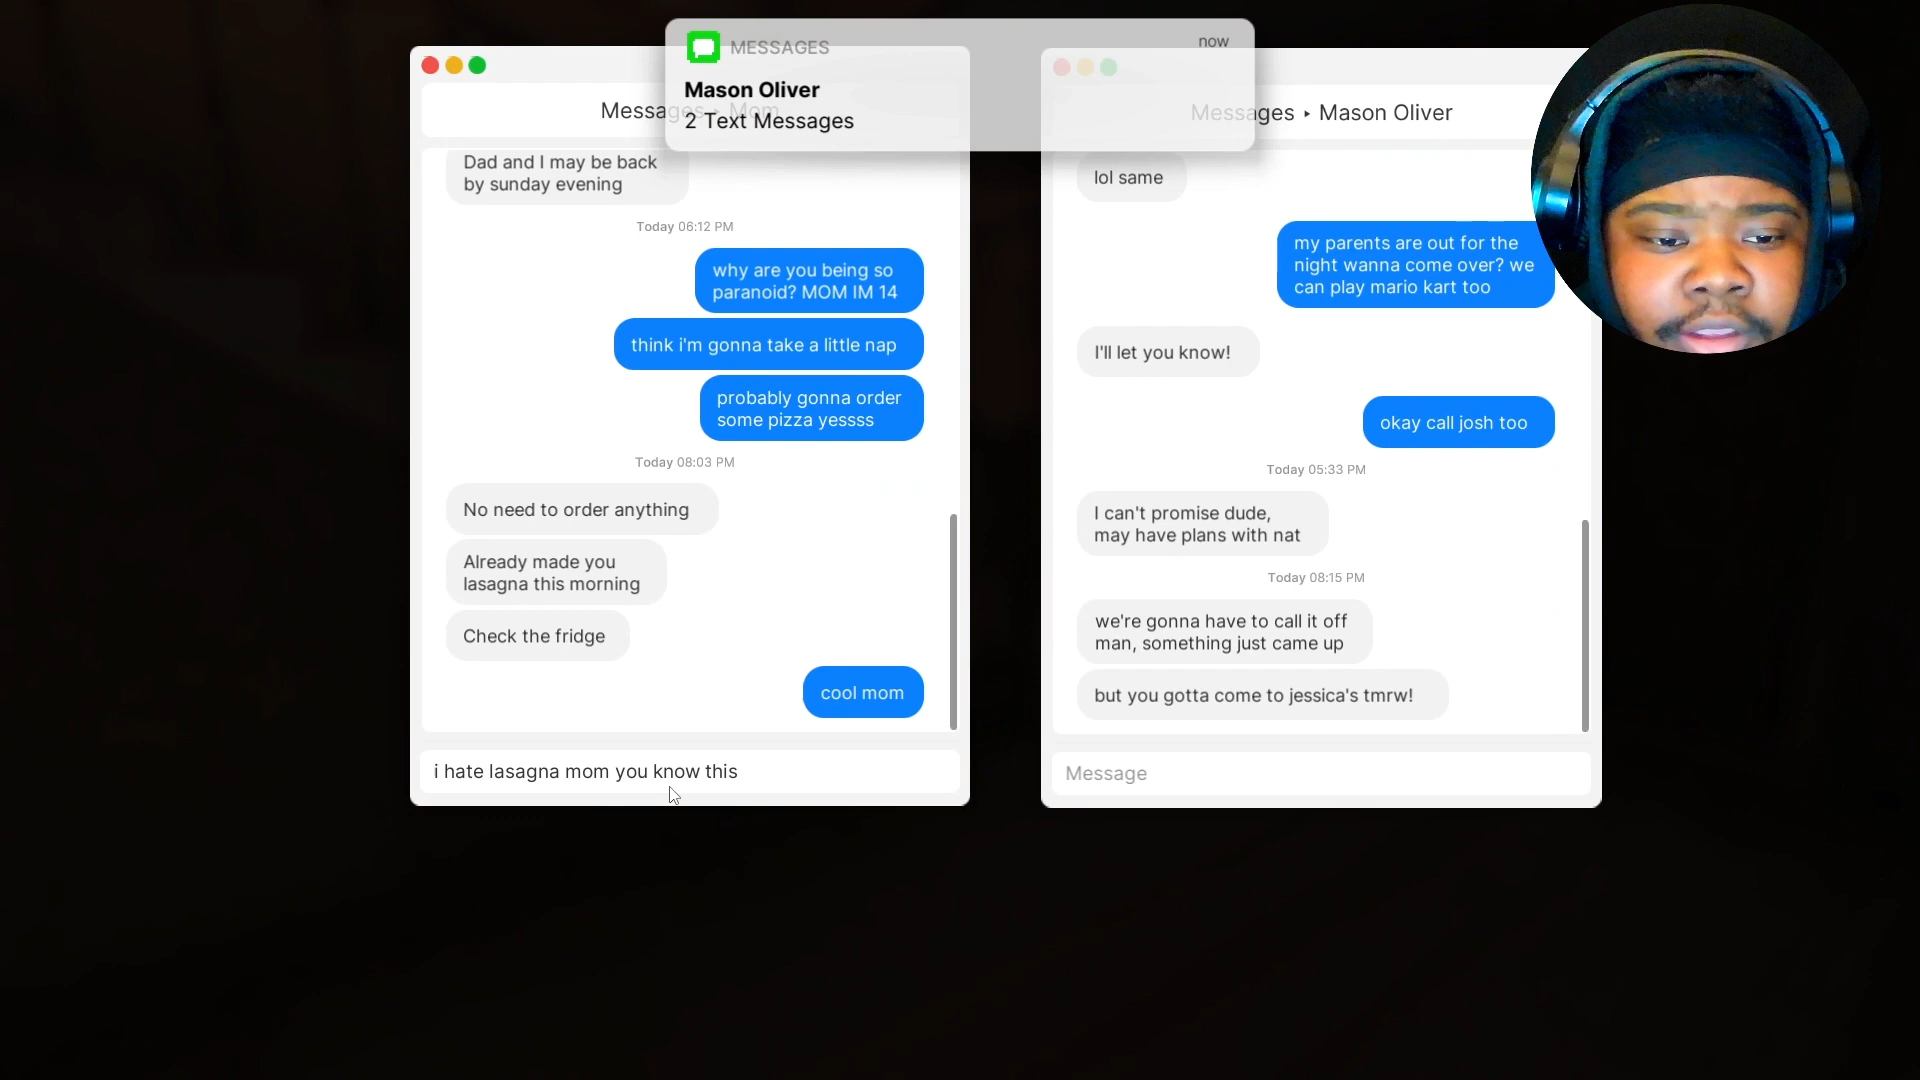 MESSAGES
now
Mason Oliver
2 Text Messages
Messages ‣ Mom
Dad and I may be back
by sunday evening
Today 06:12 PM
why are you being so
paranoid? MOM IM 14
think i'm gonna take a little nap
probably gonna order
some pizza yessss
Today 08:03 PM
No need to order anything
Already made you
lasagna this morning
Check the fridge
cool mom
i hate lasagna mom you know this
Messages ‣ Mason Oliver
lol same
my parents are out for the
night wanna come over? we
can play mario kart too
I'll let you know!
okay call josh too
Today 05:33 PM
I can't promise dude,
may have plans with nat
Today 08:15 PM
we're gonna have to call it off
man, something just came up
but you gotta come to jessica's tmrw!
Message